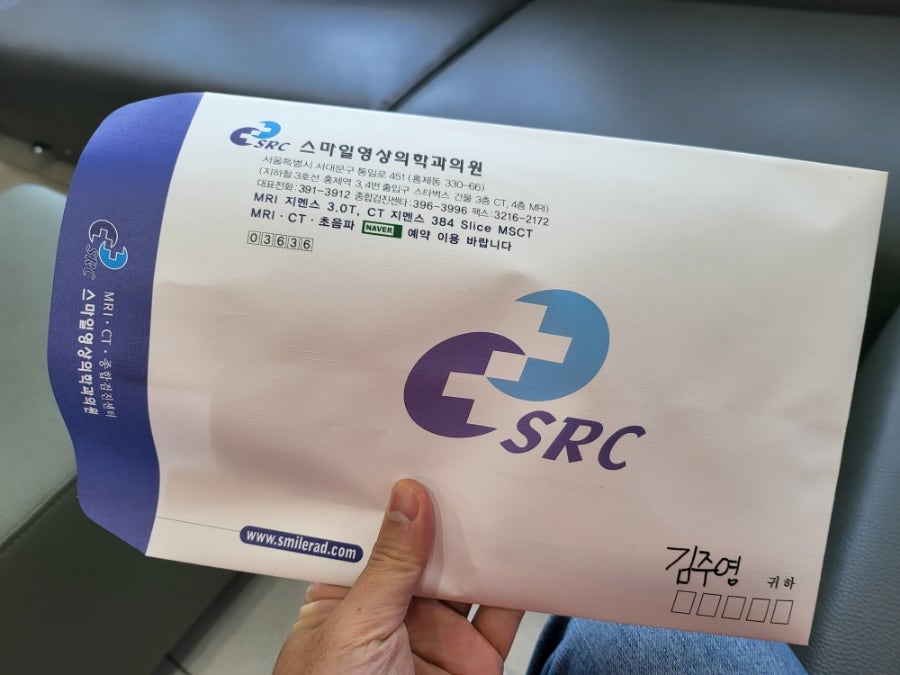 SRC 스마일영상의학과의원
서울특별시 서대문구 통일로 451 (홍제동 330-66)
(지하철 3호선 홍제역 3, 4번 출입구 스타벅스 건물 3층 CT, 4층 MRI)
대표전화 : 391-3912 종합검진센터 : 396-3996 팩스 : 3216-2172
MRI 지멘스 3.0T, CT 지멘스 384 Slice MSCT
MRI · CT · 초음파 NAVER 예약 이용 바랍니다
03636
SRC
MRI · CT · 종합검진센터
스마일영상의학과의원
SRC
www.smilerad.com
김주영 귀하